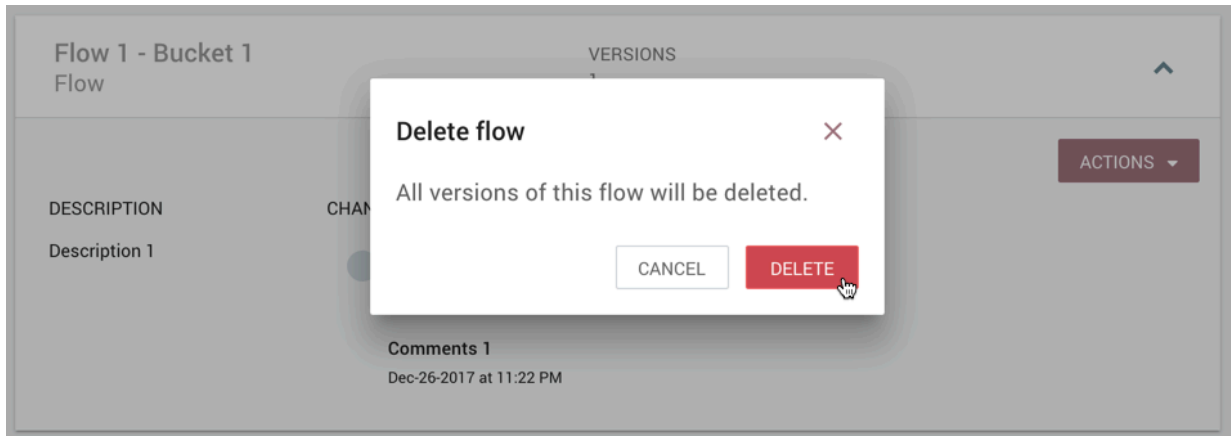 Flow 1 - Bucket 1
Flow
VERSIONS
Delete flow
All versions of this flow will be deleted.
CANCEL
DELETE
ACTIONS
DESCRIPTION
CHAN
Description 1
Comments 1
Dec-26-2017 at 11:22 PM